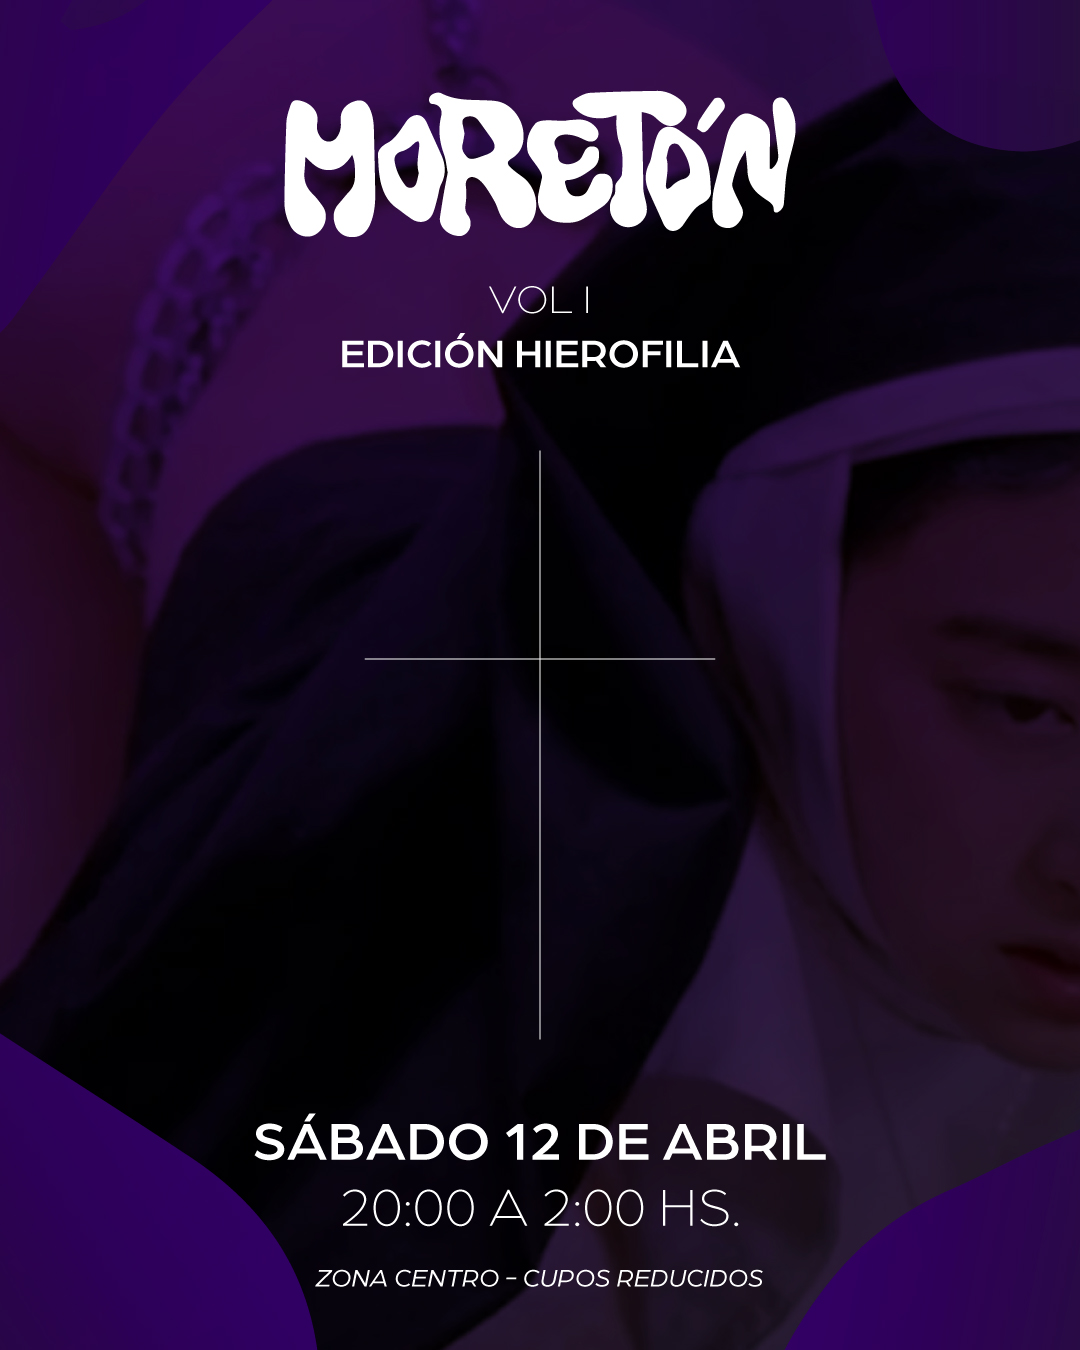 MORETÓN
VOL I
EDICIÓN HIEROFILIA
SÁBADO 12 DE ABRIL
20:00 A 2:00 HS.
ZONA CENTRO - CUPOS REDUCIDOS